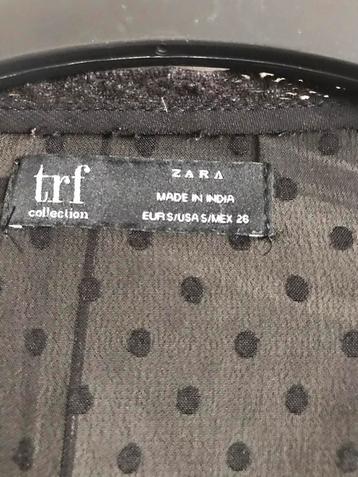 trf
collection
ZARA
MADE IN INDIA
EUR S/USA S/MEX 26